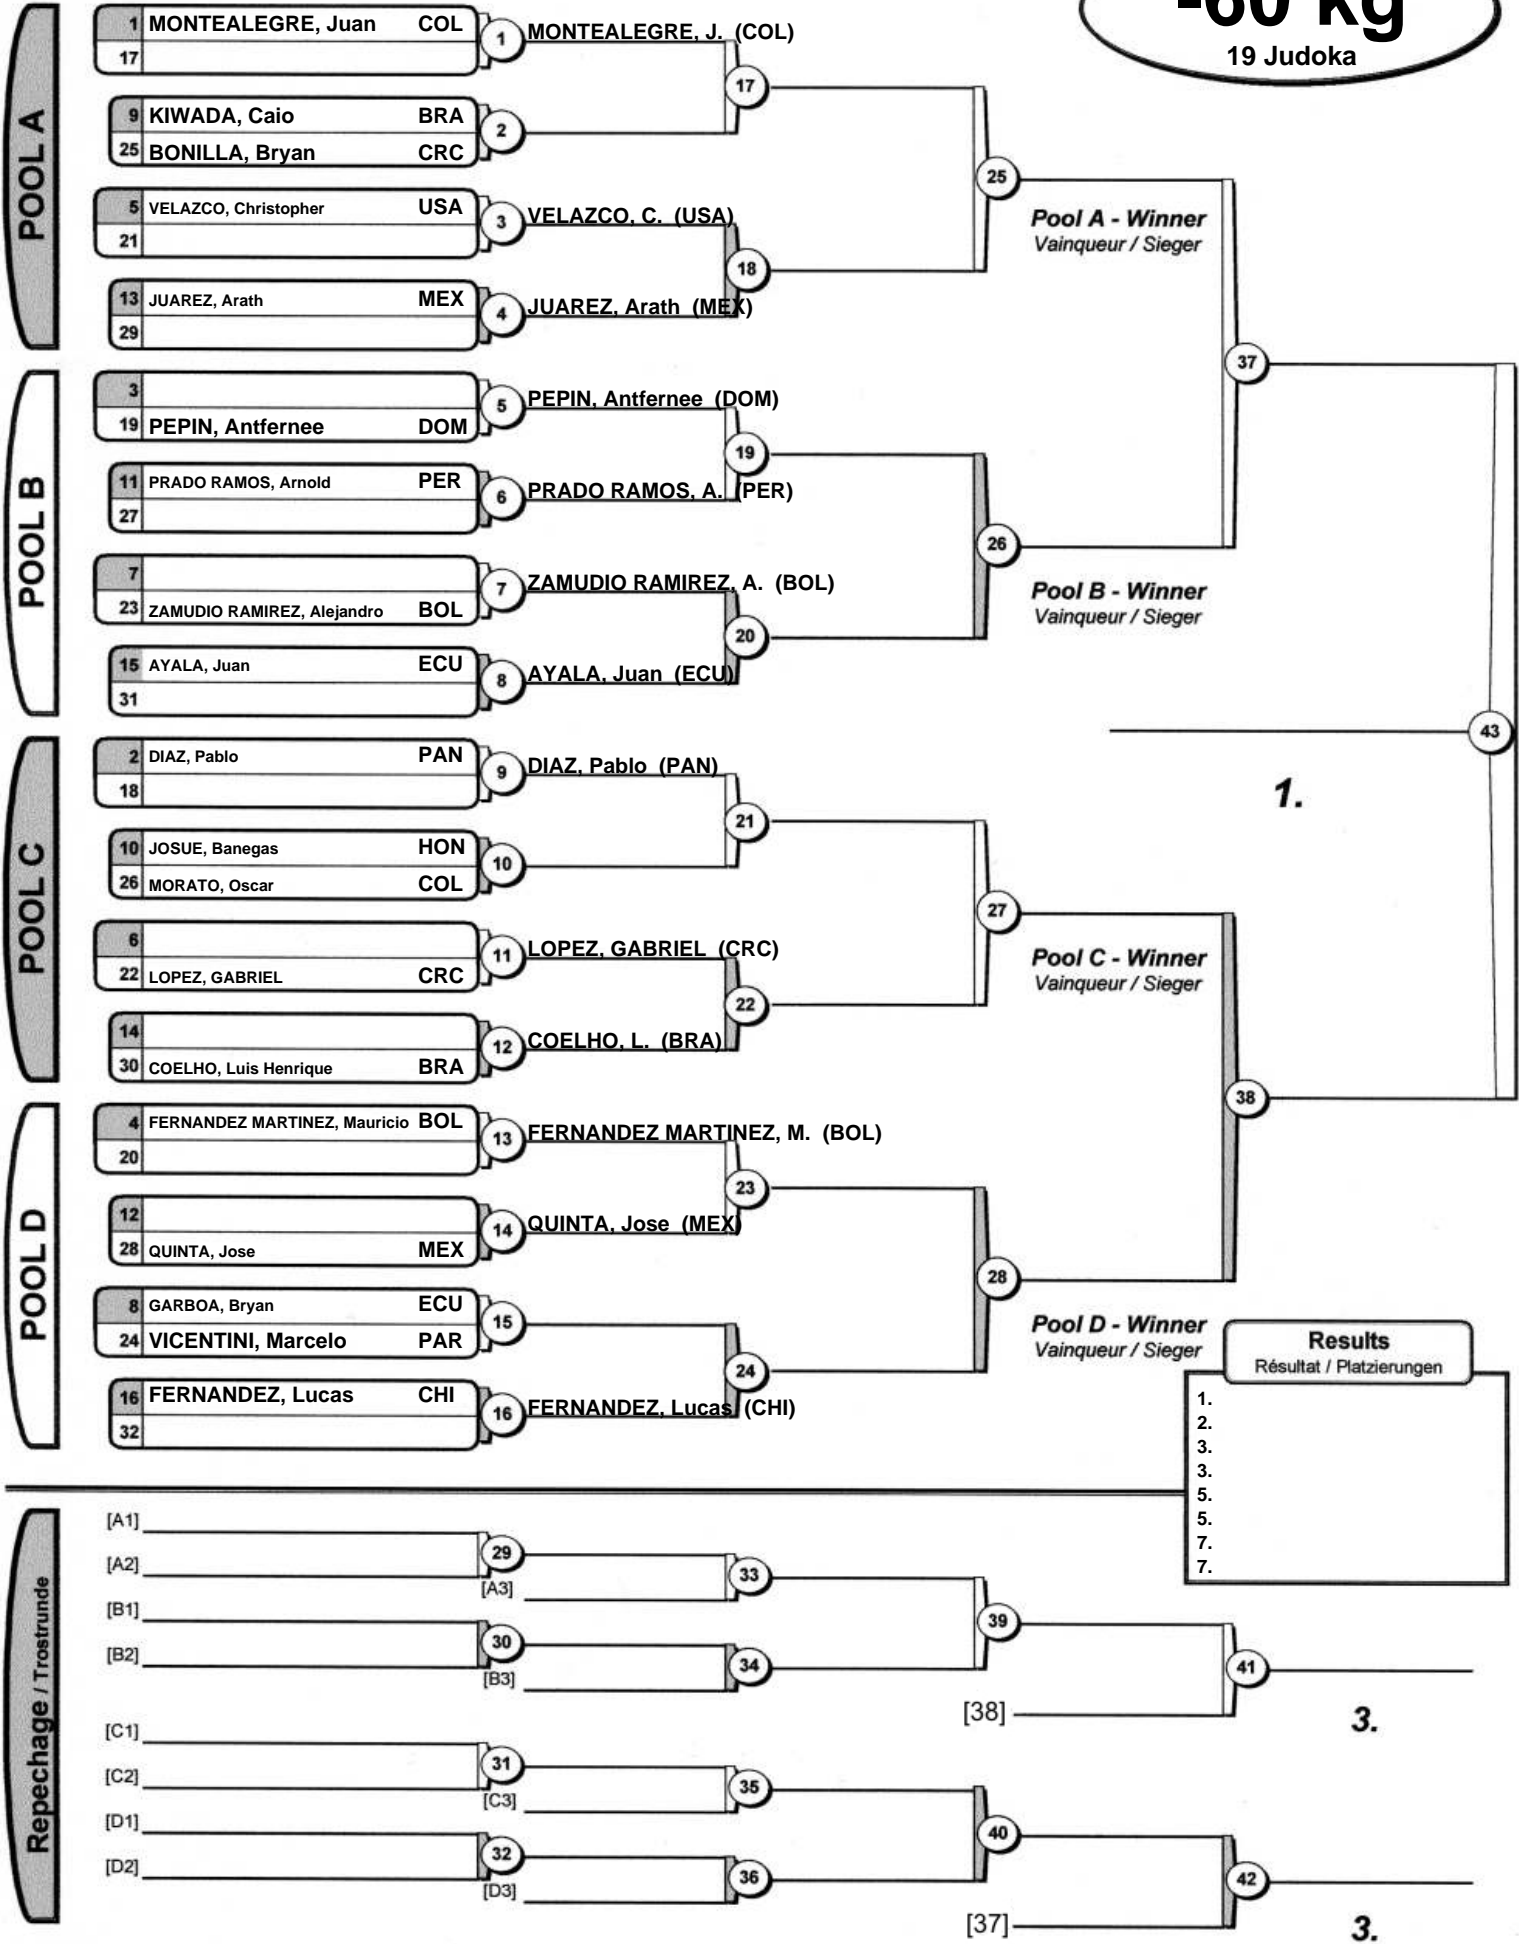 -60 kg
19 Judoka
POOL A
1 MONTEALEGRE, Juan COL
17
1 MONTEALEGRE, J. (COL)
17
9 KIWADA, Caio BRA
25 BONILLA, Bryan CRC
2
25
5 VELAZCO, Christopher USA
21
3 VELAZCO, C. (USA)
Pool A - Winner
Vainqueur / Sieger
18
13 JUAREZ, Arath MEX
29
4 JUAREZ, Arath (MEX)
37
POOL B
3
19 PEPIN, Antfernee DOM
5 PEPIN, Antfernee (DOM)
19
11 PRADO RAMOS, Arnold PER
27
6 PRADO RAMOS, A. (PER)
26
7
23 ZAMUDIO RAMIREZ, Alejandro BOL
7 ZAMUDIO RAMIREZ, A. (BOL)
Pool B - Winner
Vainqueur / Sieger
20
15 AYALA, Juan ECU
31
8 AYALA, Juan (ECU)
43
1.
POOL C
2 DIAZ, Pablo PAN
18
9 DIAZ, Pablo (PAN)
21
10 JOSUE, Banegas HON
26 MORATO, Oscar COL
10
27
6
22 LOPEZ, GABRIEL CRC
11 LOPEZ, GABRIEL (CRC)
Pool C - Winner
Vainqueur / Sieger
22
14
30 COELHO, Luis Henrique BRA
12 COELHO, L. (BRA)
38
POOL D
4 FERNANDEZ MARTINEZ, Mauricio BOL
20
13 FERNANDEZ MARTINEZ, M. (BOL)
23
12
28 QUINTA, Jose MEX
14 QUINTA, Jose (MEX)
28
8 GARBOA, Bryan ECU
24 VICENTINI, Marcelo PAR
15
Pool D - Winner
Vainqueur / Sieger
24
16 FERNANDEZ, Lucas CHI
32
16 FERNANDEZ, Lucas (CHI)
Results
Résultat / Platzierungen
1.
2.
3.
3.
5.
5.
7.
7.
Repechage / Trostrunde
[A1]
29
[A2]
[A3]
33
[B1]
39
30
[B2]
[B3]
34
41
[38]
3.
[C1]
31
[C2]
[C3]
35
[D1]
40
32
[D2]
[D3]
36
42
[37]
3.